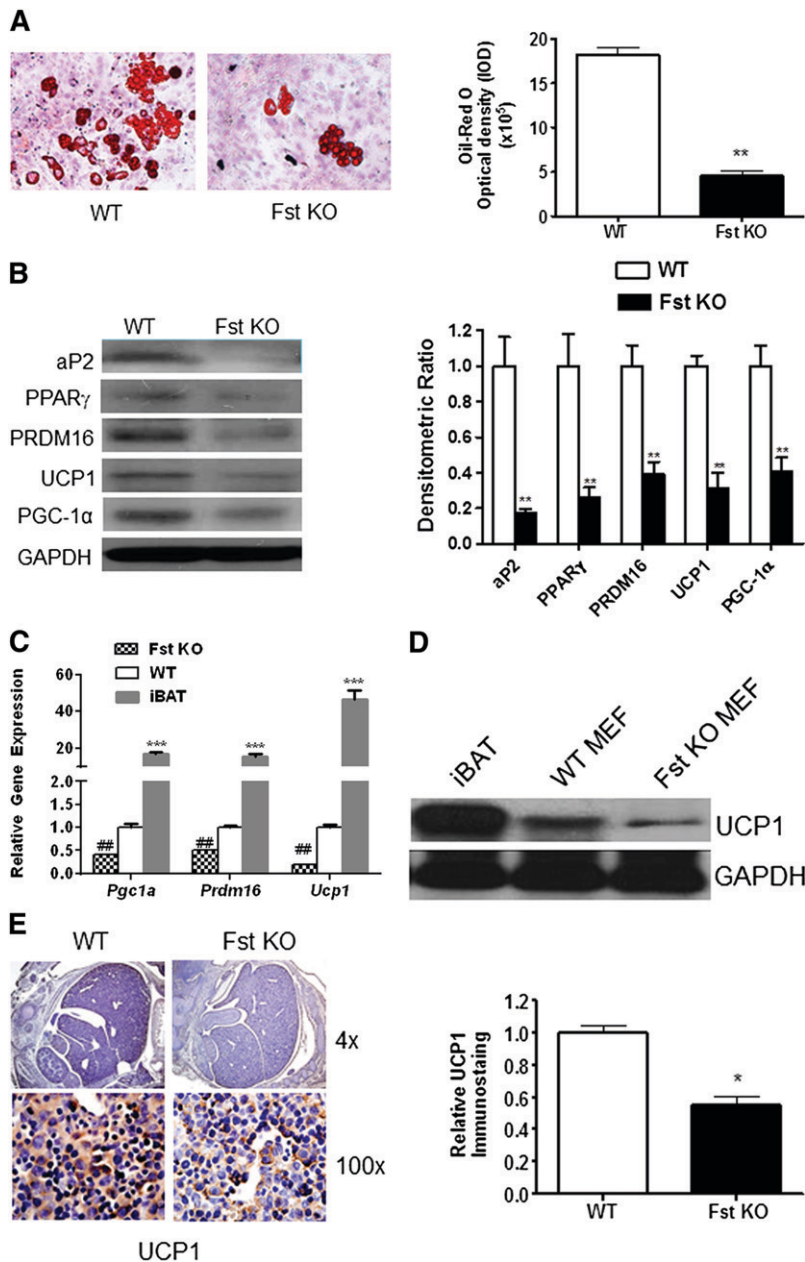 A
WT
Fst KO
Oil-Red O
Optical density (IOD)
(x10⁵)
20
15
10
5
0
**
WT
Fst KO
B
WT
Fst KO
aP2
PPARγ
PRDM16
UCP1
PGC-1α
GAPDH
WT
Fst KO
Densitometric Ratio
1.2
1.0
0.8
0.6
0.4
0.2
0.0
**
**
**
**
**
aP2
PPARγ
PRDM16
UCP1
PGC-1α
C
Fst KO
WT
iBAT
Relative Gene Expression
60
40
20
1.0
0.5
0.0
***
***
***
##
##
##
Pgc1a
Prdm16
Ucp1
D
iBAT
WT MEF
Fst KO MEF
UCP1
GAPDH
E
WT
Fst KO
4x
100x
UCP1
Relative UCP1
Immunostaing
1.2
1.0
0.8
0.6
0.4
0.2
0.0
*
WT
Fst KO